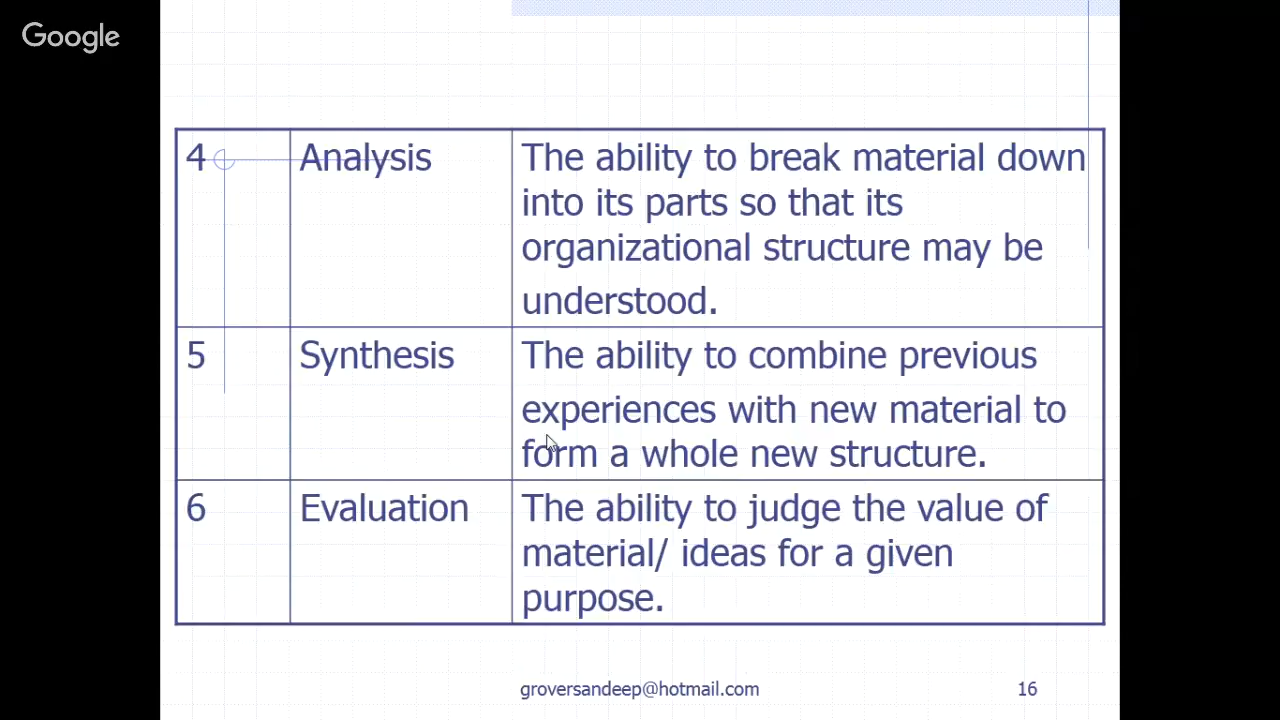 Google
4 Analysis The ability to break material down
into its parts so that its
organizational structure may be
understood.
5 Synthesis The ability to combine previous
experiences with new material to
form a whole new structure.
6 Evaluation The ability to judge the value of
material/ ideas for a given
purpose.
groversandeep@hotmail.com 16